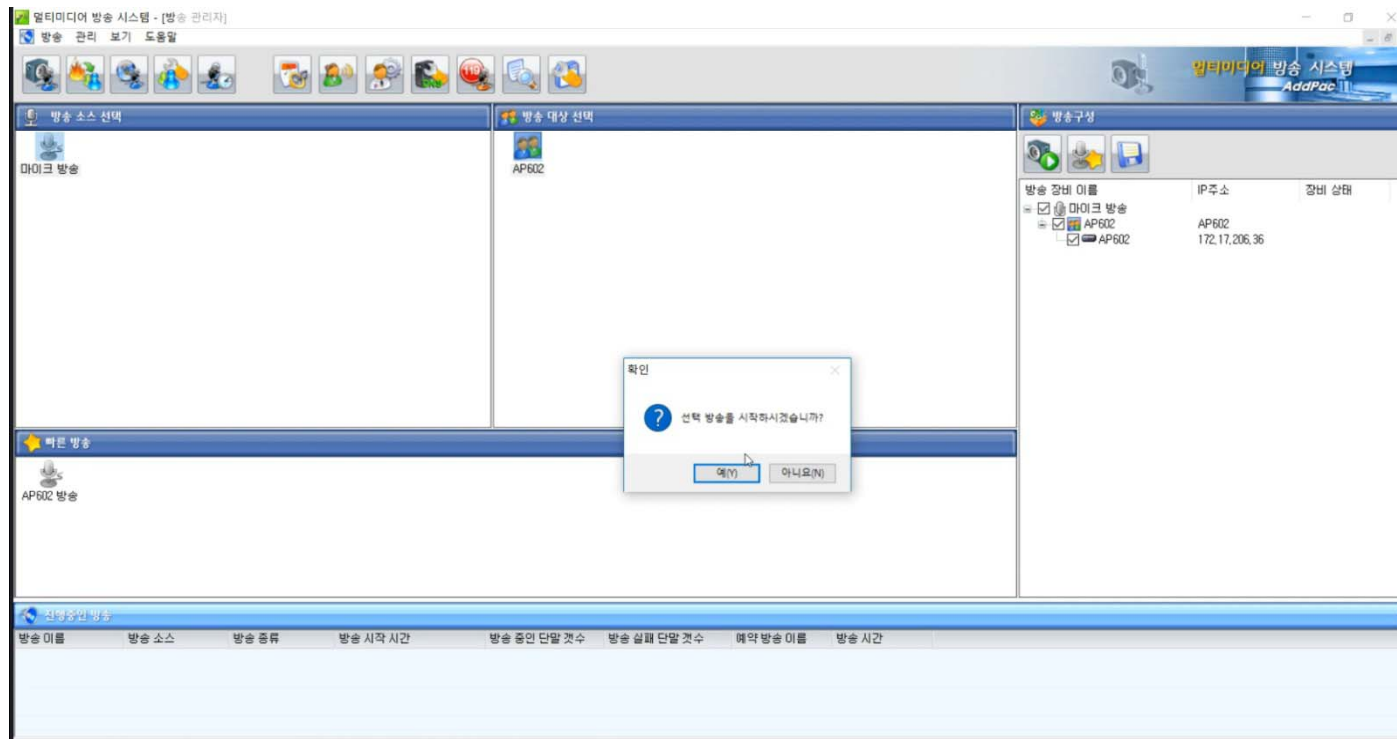 멀티미디어 방송 시스템 - [방송 관리자]
방송 관리 보기 도움말
119
멀티미디어 방송 시스템
AddPac
방송 소스 선택
방송 대상 선택
방송구성
마이크 방송
AP602
방송 장비 이름 IP주소 장비 상태
마이크 방송
AP602 AP602
AP602 172,17,206,36
확인
선택 방송을 시작하시겠습니까?
예(Y) 아니요(N)
빠른 방송
AP602 방송
진행중인 방송
방송 이름 방송 소스 방송 종류 방송 시작 시간 방송 중인 단말 갯수 방송 실패 단말 갯수 예약 방송 이름 방송 시간